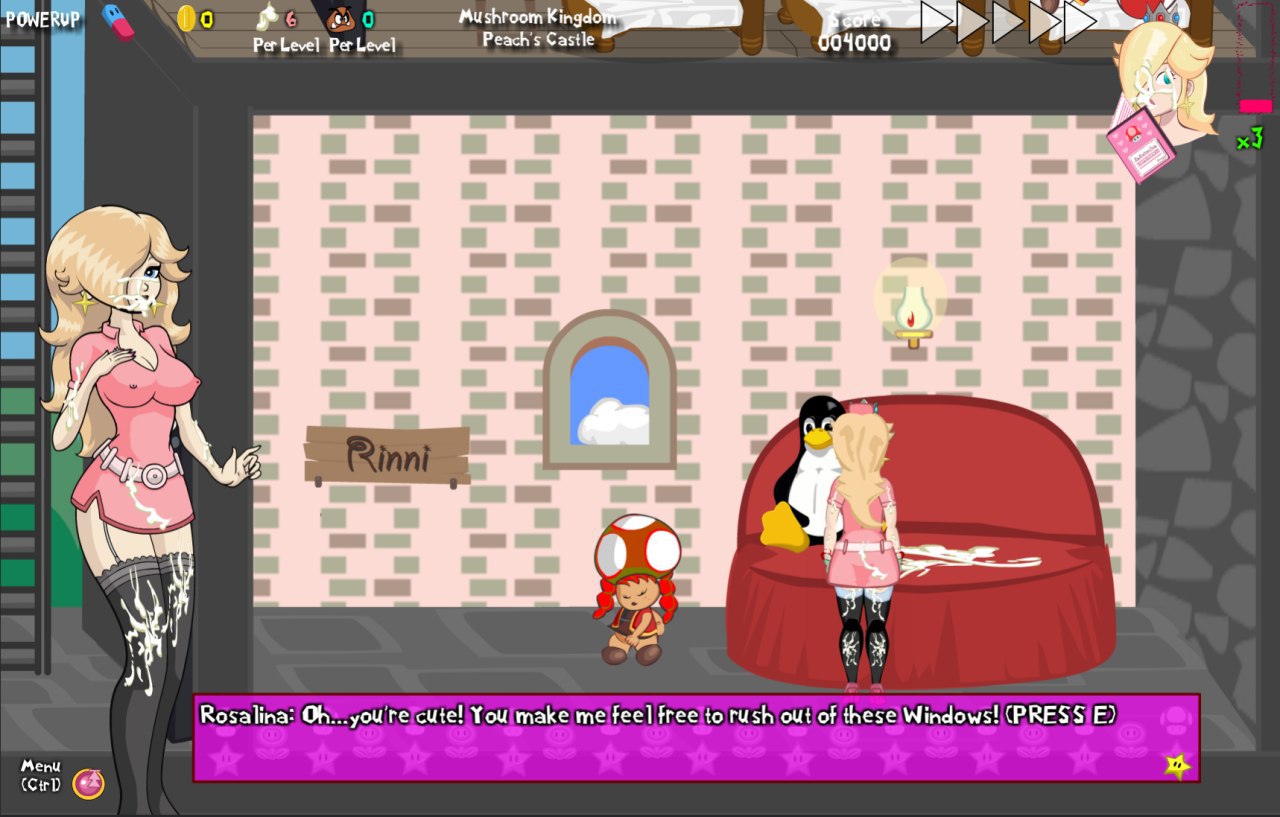 POWERUP
0
6
0
Per Level Per Level
Mushroom Kingdom
Peach's Castle
Score
004000
x3
Rinni
Rosalina: Oh...you're cute! You make me feel free to rush out of these Windows! (PRESS E)
Menu
(Ctrl)